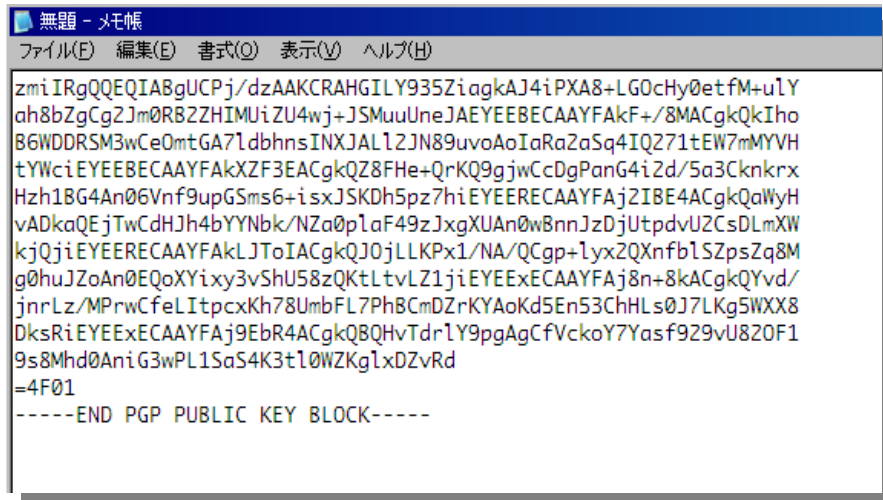 無題 - メモ帳
ファイル(F) 編集(E) 書式(O) 表示(V) ヘルプ(H)
zmiIRgQQEQIABgUCPj/dzAAKCRAHGILY935ZiagkAJ4iPXA8+LGOcHy0etfM+ulY
ah8bZgCg2Jm0RB2ZHIMUiZU4wj+JSMuuUneJAEYEEBECAAYFAkF+/8MACgkQkIho
B6WDDRSM3wCeOmtGA7ldbhnsINXJALl2JN89uvoAoIaRa2aSq4IQ271tEW7mMYVH
tYWciEYEEBECAAYFAkXZF3EACgkQZ8FHe+QrKQ9gjwCcDgPanG4i2d/5a3Cknkrx
Hzh1BG4An06Vnf9upGSms6+isxJSKDh5pz7hiEYEERECAAYFAj2IBE4ACgkQaWyH
vADkaQEjTwCdHJh4bYYNbk/NZa0plaF49zJxgXUAn0wBnnJzDjUtpdvU2CsDLmXW
kjQjiEYEERECAAYFAkLJToIACgkQJOjLLKPx1/NA/QCgp+lyx2QXnfblSZpsZq8M
g0huJZoAn0EQoXYixy3vShU58zQKtLtvLZ1jiEYEExECAAYFAj8n+8kACgkQYvd/
jnrLz/MPrwCfeLItpcxKh78UmbFL7PhBCmDZrKYAoKd5En53ChHLs0J7LKg5WXX8
DksRiEYEExECAAYFAj9EbR4ACgkQBQHvTdrlY9pgAgCfVckoY7Yasf929vU82OF1
9s8Mhd0AniG3wPL1SaS4K3tl0WZKglxDZvRd
=4F01
-----END PGP PUBLIC KEY BLOCK-----